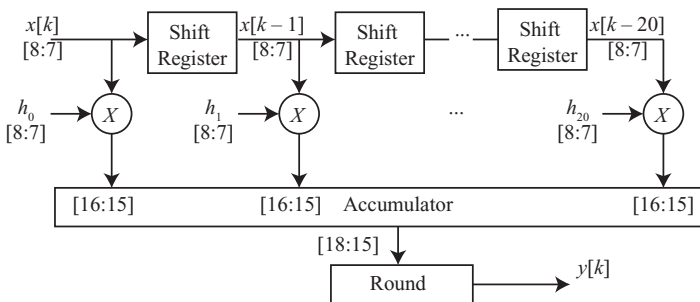 x[k]
[8:7]
Shift
Register
x[k−1]
[8:7]
Shift
Register
...
Shift
Register
x[k−20]
[8:7]
h0
[8:7]
X
h1
[8:7]
X
...
h20
[8:7]
X
[16:15]
[16:15]
Accumulator
[16:15]
[18:15]
Round
y[k]